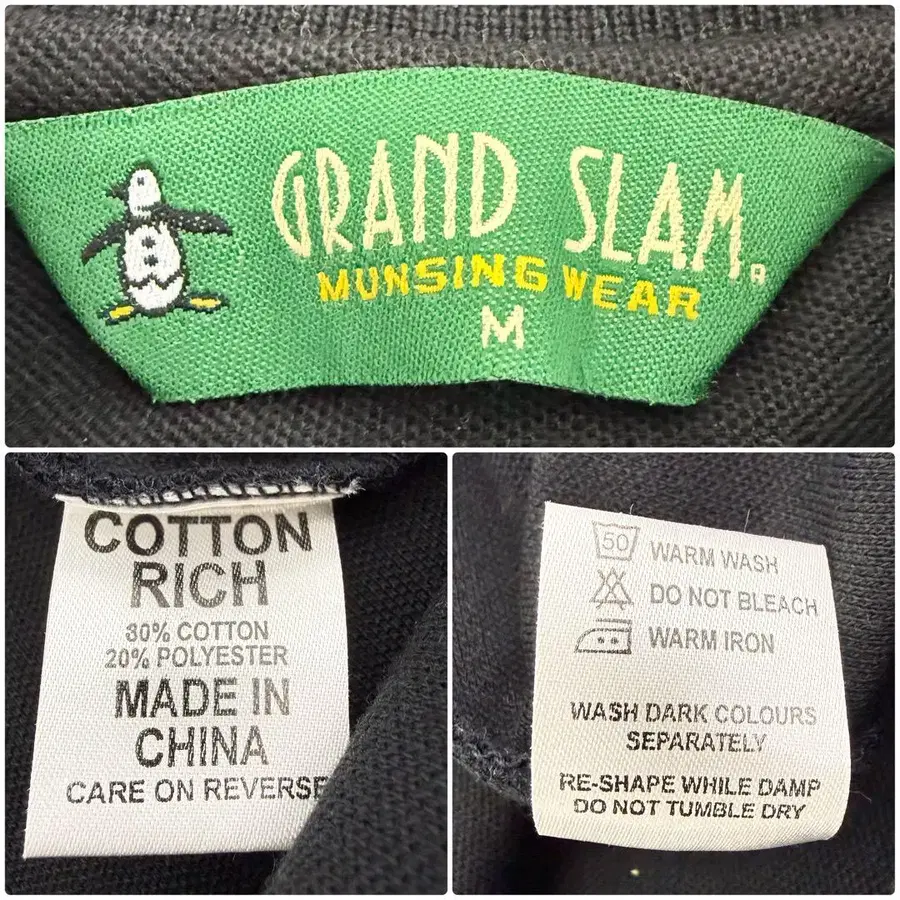 GRAND SLAM®
MUNSINGWEAR
M
COTTON
RICH
80% COTTON
20% POLYESTER
MADE IN
CHINA
CARE ON REVERSE
50 WARM WASH
DO NOT BLEACH
WARM IRON
WASH DARK COLOURS
SEPARATELY
RE-SHAPE WHILE DAMP
DO NOT TUMBLE DRY